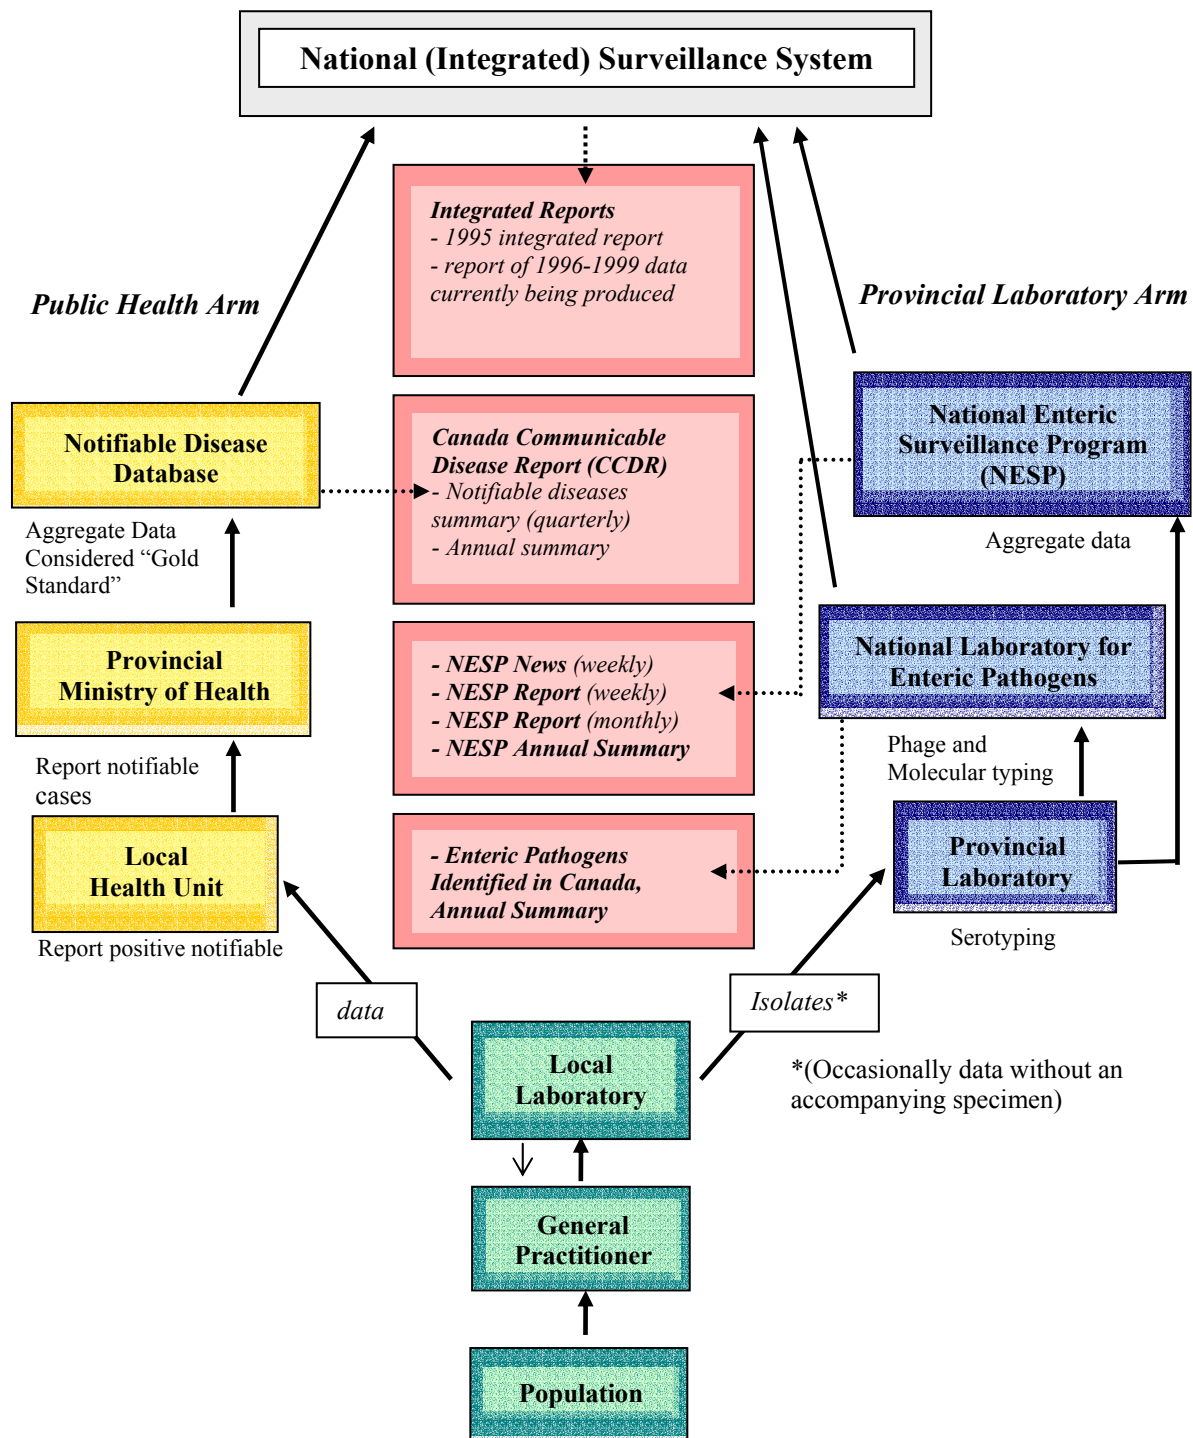 National (Integrated) Surveillance System
Integrated Reports
- 1995 integrated report
- report of 1996-1999 data
currently being produced
Public Health Arm
Provincial Laboratory Arm
Notifiable Disease
Database
Canada Communicable
Disease Report (CCDR)
- Notifiable diseases
summary (quarterly)
- Annual summary
National Enteric
Surveillance Program
(NESP)
Aggregate Data
Considered “Gold
Standard”
Aggregate data
Provincial
Ministry of Health
- NESP News (weekly)
- NESP Report (weekly)
- NESP Report (monthly)
- NESP Annual Summary
National Laboratory for
Enteric Pathogens
Report notifiable
cases
Phage and
Molecular typing
Local
Health Unit
- Enteric Pathogens
Identified in Canada,
Annual Summary
Provincial
Laboratory
Report positive notifiable
Serotyping
data
Isolates*
Local
Laboratory
*(Occasionally data without an
accompanying specimen)
General
Practitioner
Population